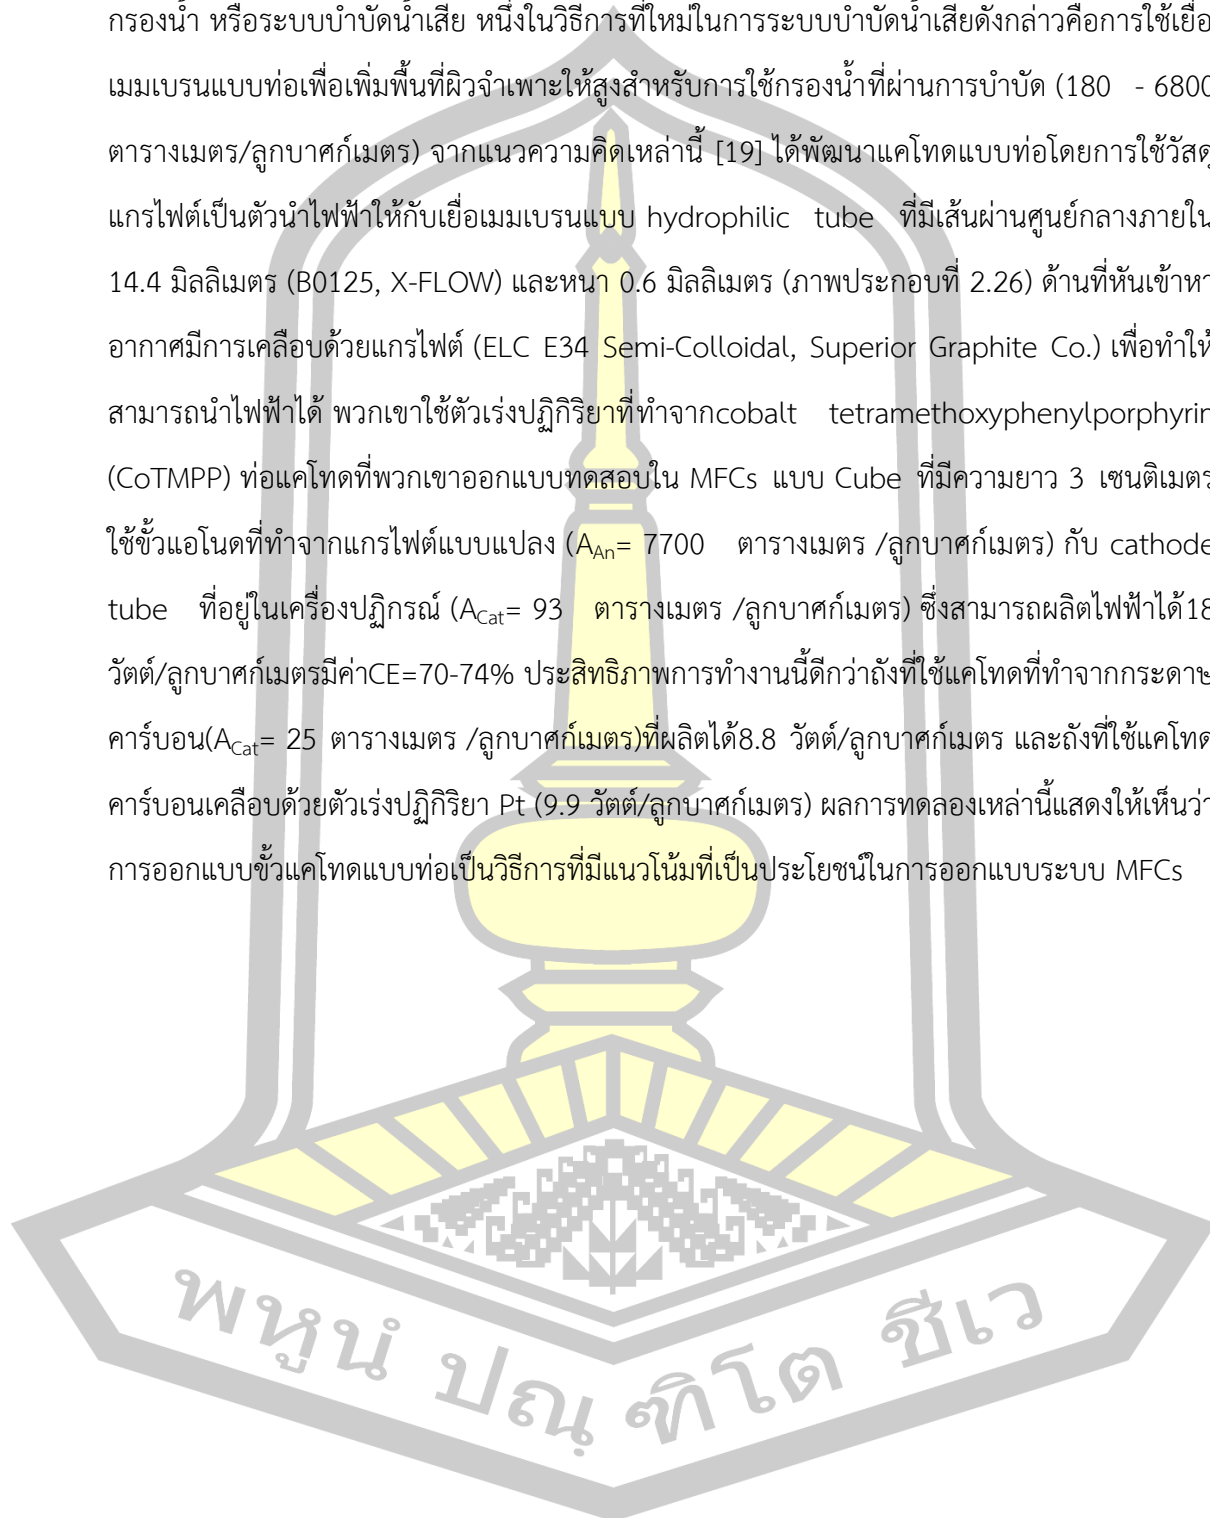 กรองน้ำ หรือระบบบำบัดน้ำเสีย หนึ่งในวิธีการที่ใหม่ในการระบบบำบัดน้ำเสียดังกล่าวคือการใช้เยื่อ
เมมเบรนแบบท่อเพื่อเพิ่มพื้นที่ผิวจำเพาะให้สูงสำหรับการใช้กรองน้ำที่ผ่านการบำบัด (180 - 6800
ตารางเมตร/ลูกบาศก์เมตร) จากแนวความคิดเหล่านี้ [19] ได้พัฒนาแคโทดแบบท่อโดยการใช้วัสดุ
แกรไฟต์เป็นตัวนำไฟฟ้าให้กับเยื่อเมมเบรนแบบ hydrophilic tube ที่มีเส้นผ่านศูนย์กลางภายใน
14.4 มิลลิเมตร (B0125, X-FLOW) และหนา 0.6 มิลลิเมตร (ภาพประกอบที่ 2.26) ด้านที่หันเข้าหา
อากาศมีการเคลือบด้วยแกรไฟต์ (ELC E34 Semi-Colloidal, Superior Graphite Co.) เพื่อทำให้
สามารถนำไฟฟ้าได้ พวกเขาใช้ตัวเร่งปฏิกิริยาที่ทำจากcobalt tetramethoxyphenylporphyrin
(CoTMPP) ท่อแคโทดที่พวกเขาออกแบบทดสอบใน MFCs แบบ Cube ที่มีความยาว 3 เซนติเมตร
ใช้ขั้วแอโนดที่ทำจากแกรไฟต์แบบแปลง (A_An= 7700 ตารางเมตร /ลูกบาศก์เมตร) กับ cathode
tube ที่อยู่ในเครื่องปฏิกรณ์ (A_Cat= 93 ตารางเมตร /ลูกบาศก์เมตร) ซึ่งสามารถผลิตไฟฟ้าได้18
วัตต์/ลูกบาศก์เมตรมีค่าCE=70-74% ประสิทธิภาพการทำงานนี้ดีกว่าถังที่ใช้แคโทดที่ทำจากกระดาษ
คาร์บอน(A_Cat= 25 ตารางเมตร /ลูกบาศก์เมตร)ที่ผลิตได้8.8 วัตต์/ลูกบาศก์เมตร และถังที่ใช้แคโทด
คาร์บอนเคลือบด้วยตัวเร่งปฏิกิริยา Pt (9.9 วัตต์/ลูกบาศก์เมตร) ผลการทดลองเหล่านี้แสดงให้เห็นว่า
การออกแบบขั้วแคโทดแบบท่อเป็นวิธีการที่มีแนวโน้มที่เป็นประโยชน์ในการออกแบบระบบ MFCs
พหูนํ ปณฺฑิโต ชีเว